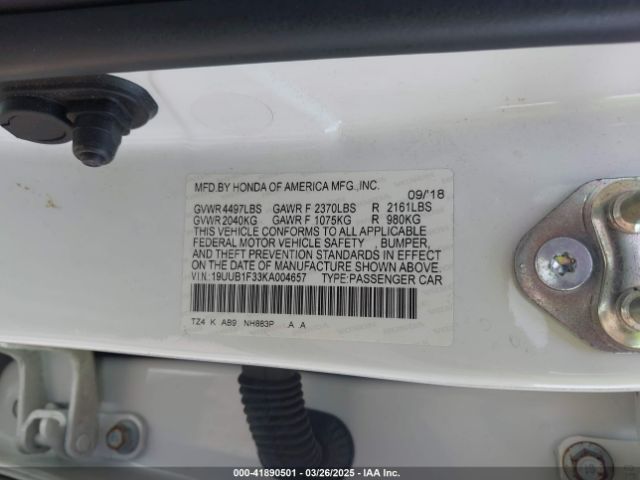 MFD.BY HONDA OF AMERICA MFG.,INC.
09/'18
GVWR 4497LBS GAWR F 2370LBS R 2161LBS
GVWR 2040KG GAWR F 1075KG R 980KG
THIS VEHICLE CONFORMS TO ALL APPLICABLE
FEDERAL MOTOR VEHICLE SAFETY , BUMPER,
AND THEFT PREVENTION STANDARDS IN EFFECT
ON THE DATE OF MANUFACTURE SHOWN ABOVE.
VIN:19UUB1F33KA004657 TYPE:PASSENGER CAR
TZ4 K AB9 NH883P A A
000-41890501 - 03/26/2025 - IAA Inc.